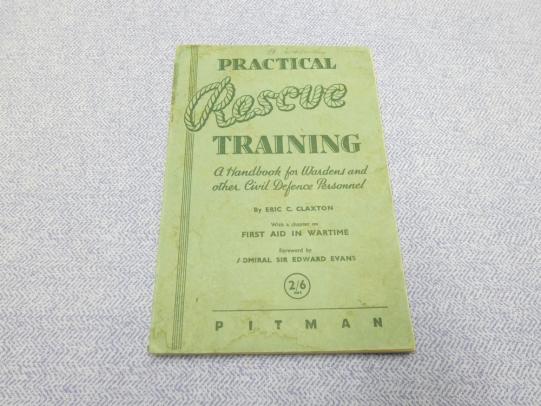 PRACTICAL
Rescue
TRAINING
A Handbook for Wardens and
other Civil Defence Personnel
By ERIC C. CLAXTON
With a chapter on
FIRST AID IN WARTIME
Foreword by
ADMIRAL SIR EDWARD EVANS
2/6
net
PITMAN